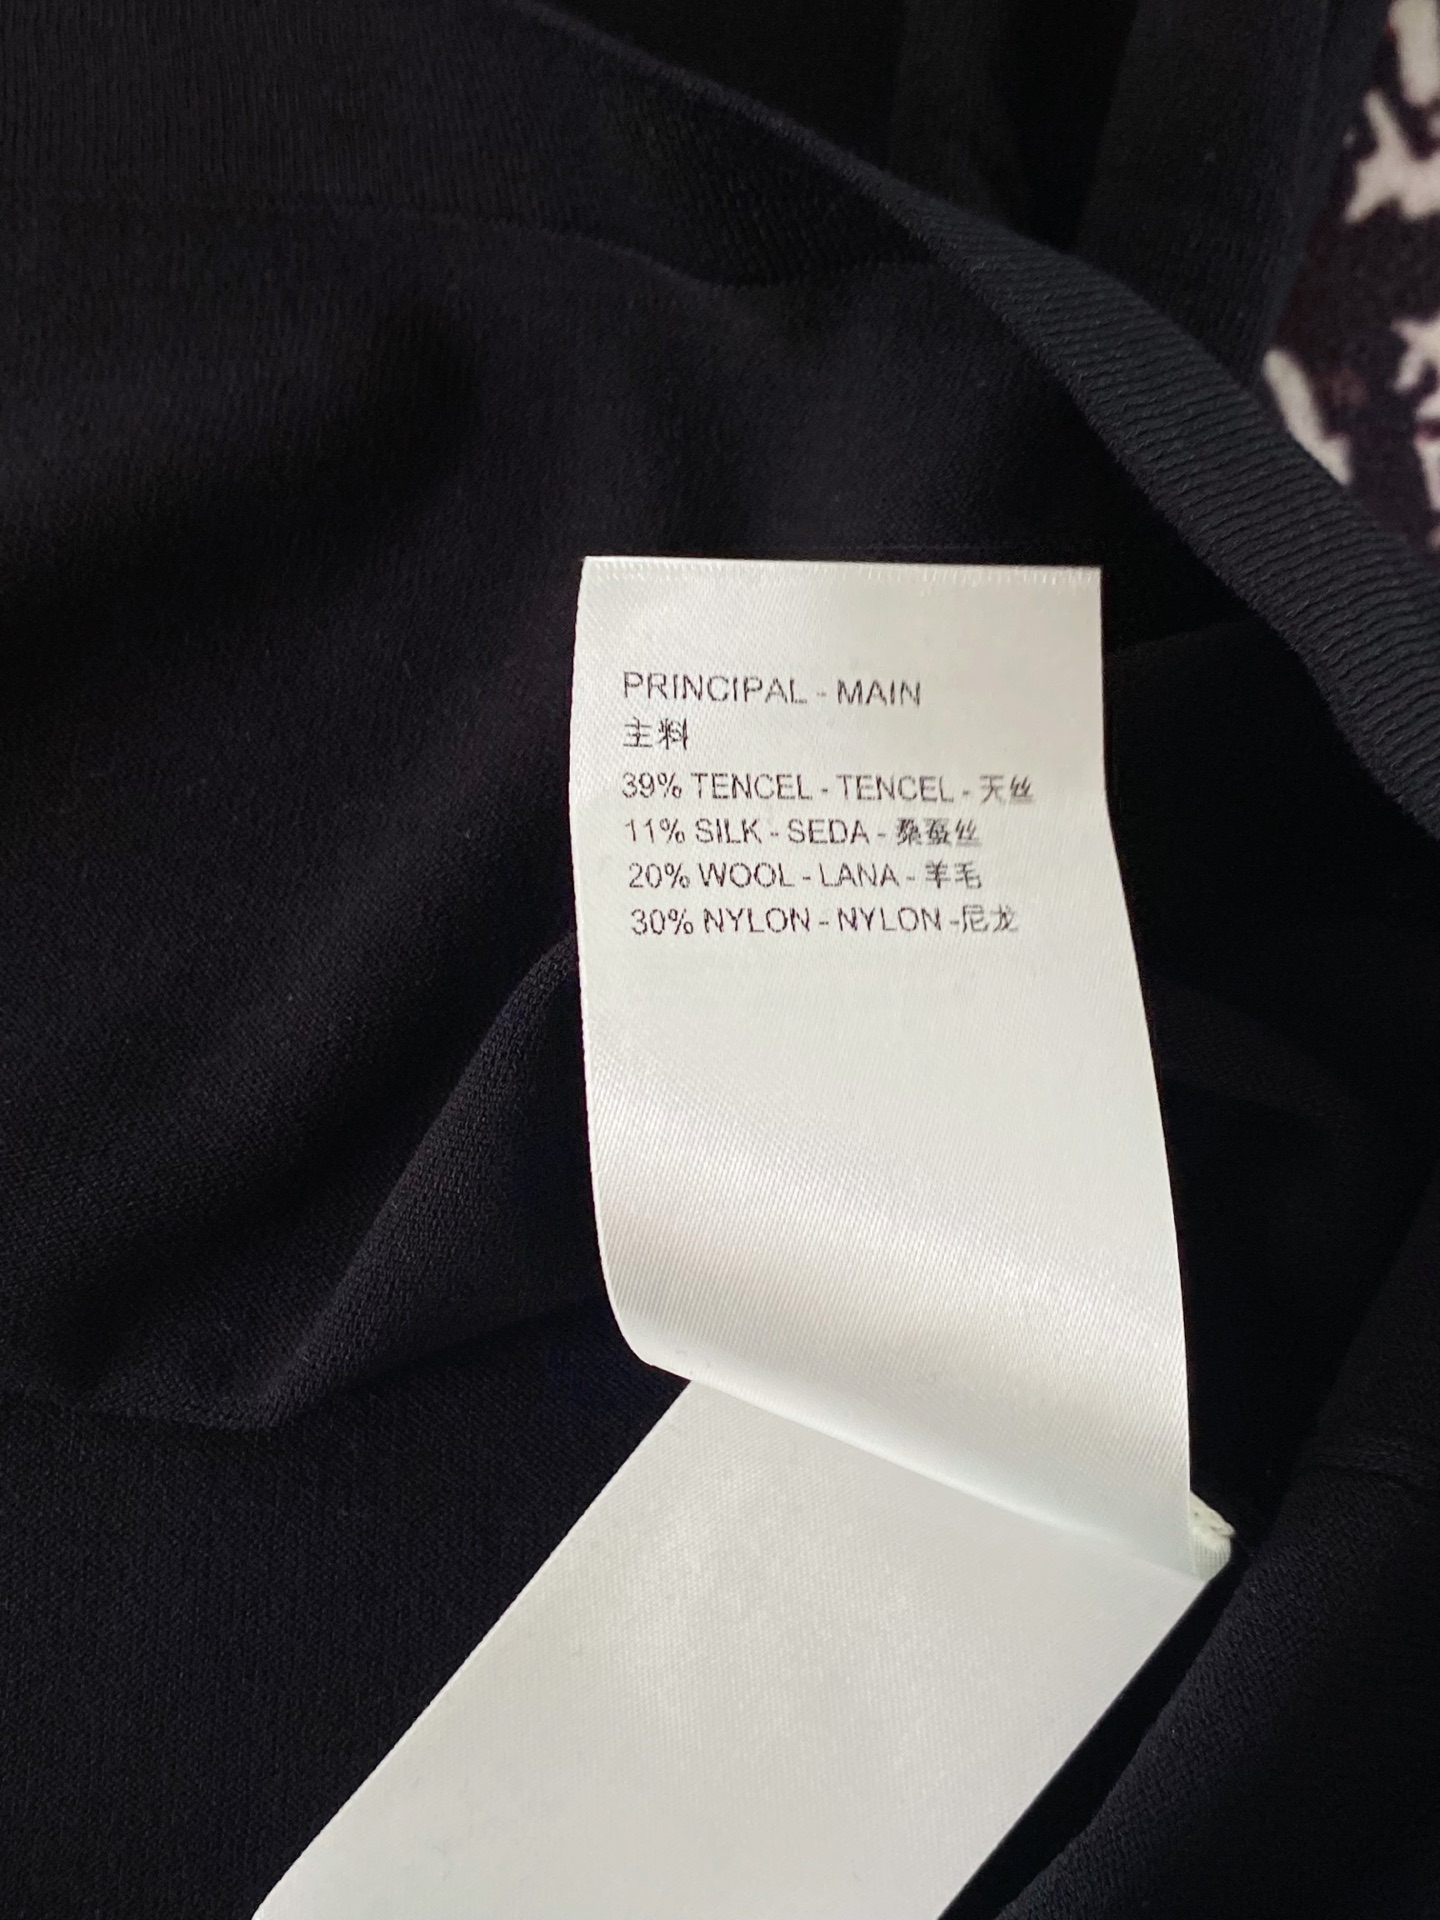 PRINCIPAL - MAIN
主料
39% TENCEL - TENCEL - 天丝
11% SILK - SEDA - 桑蚕丝
20% WOOL - LANA - 羊毛
30% NYLON - NYLON -尼龙